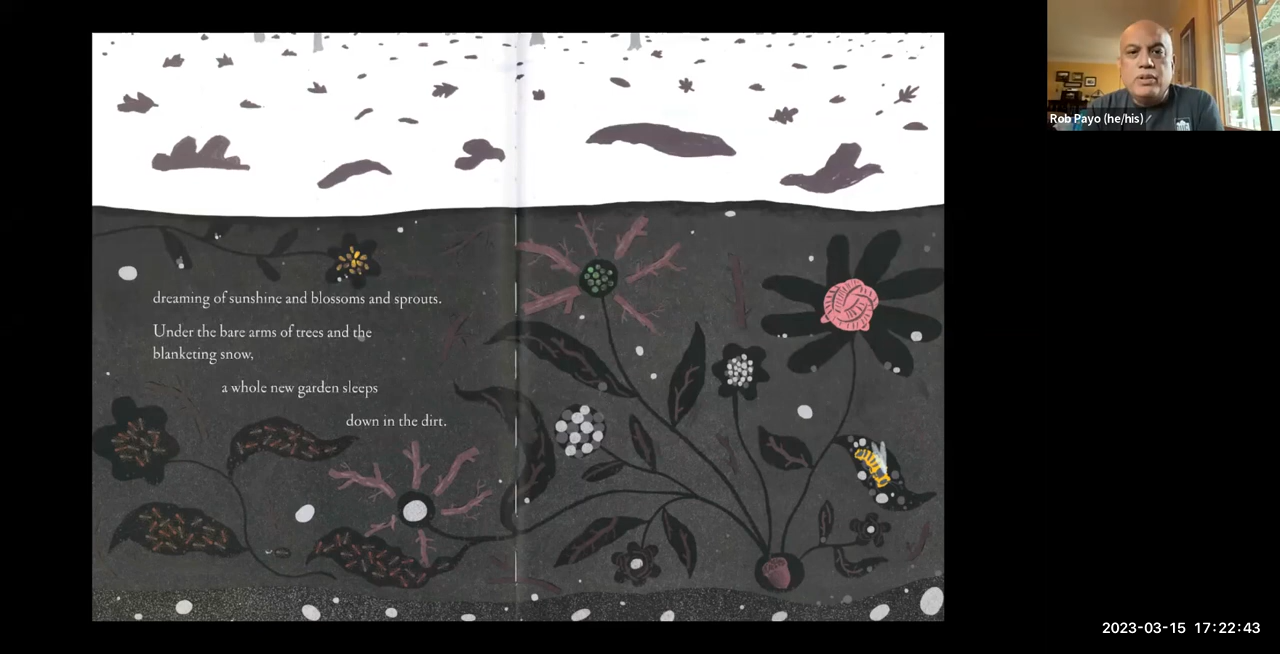 Rob Payo (he/his)
dreaming of sunshine and blossoms and sprouts.
Under the bare arms of trees and the
blanketing snow,
a whole new garden sleeps
down in the dirt.
2023-03-15 17:22:43